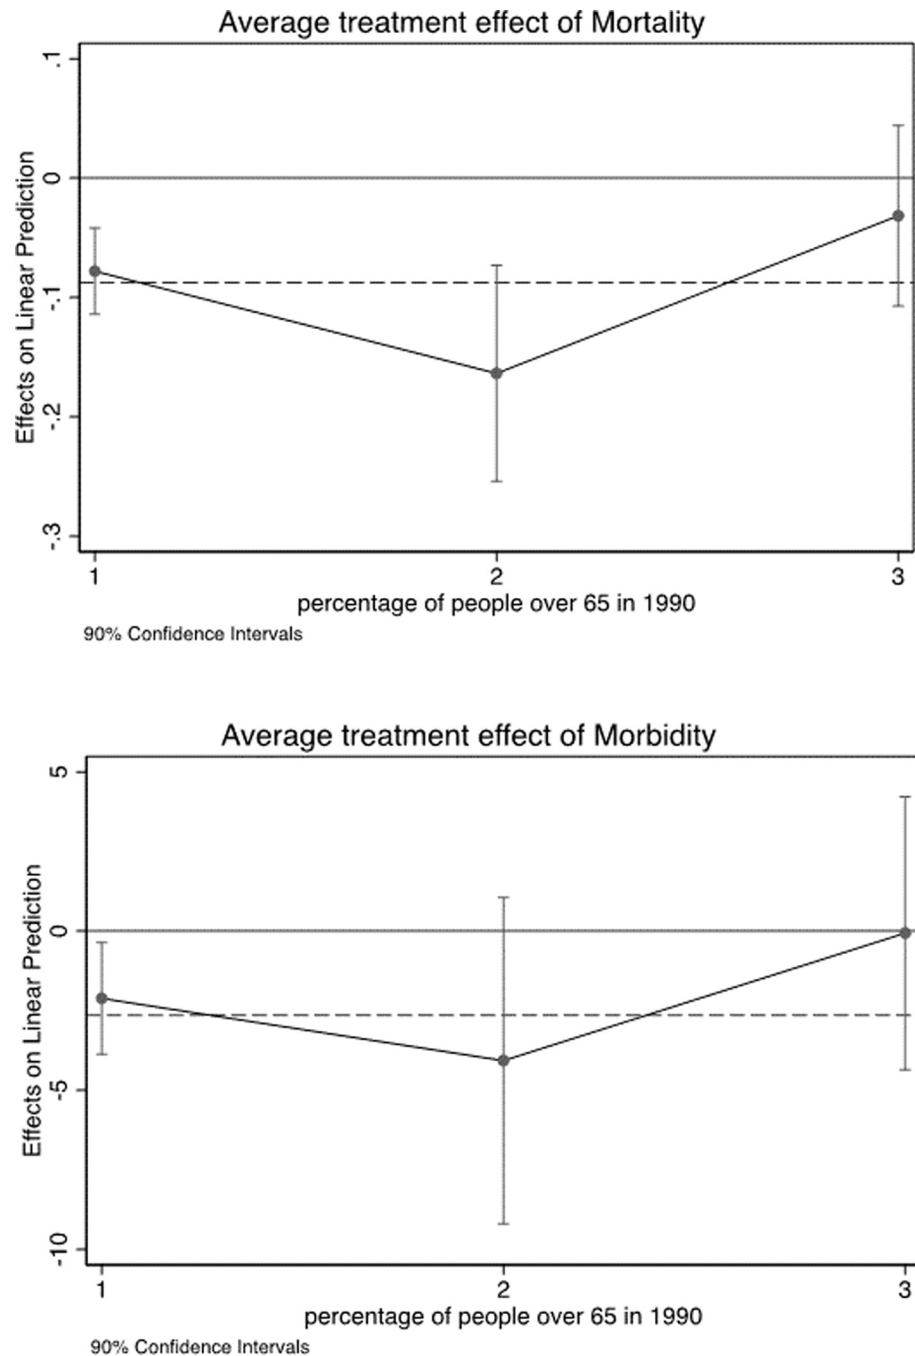 Average treatment effect of Mortality
Effects on Linear Prediction
.1
0
-.1
-.2
-.3
1 2 3
percentage of people over 65 in 1990
90% Confidence Intervals
Average treatment effect of Morbidity
Effects on Linear Prediction
5
0
-5
-10
1 2 3
percentage of people over 65 in 1990
90% Confidence Intervals